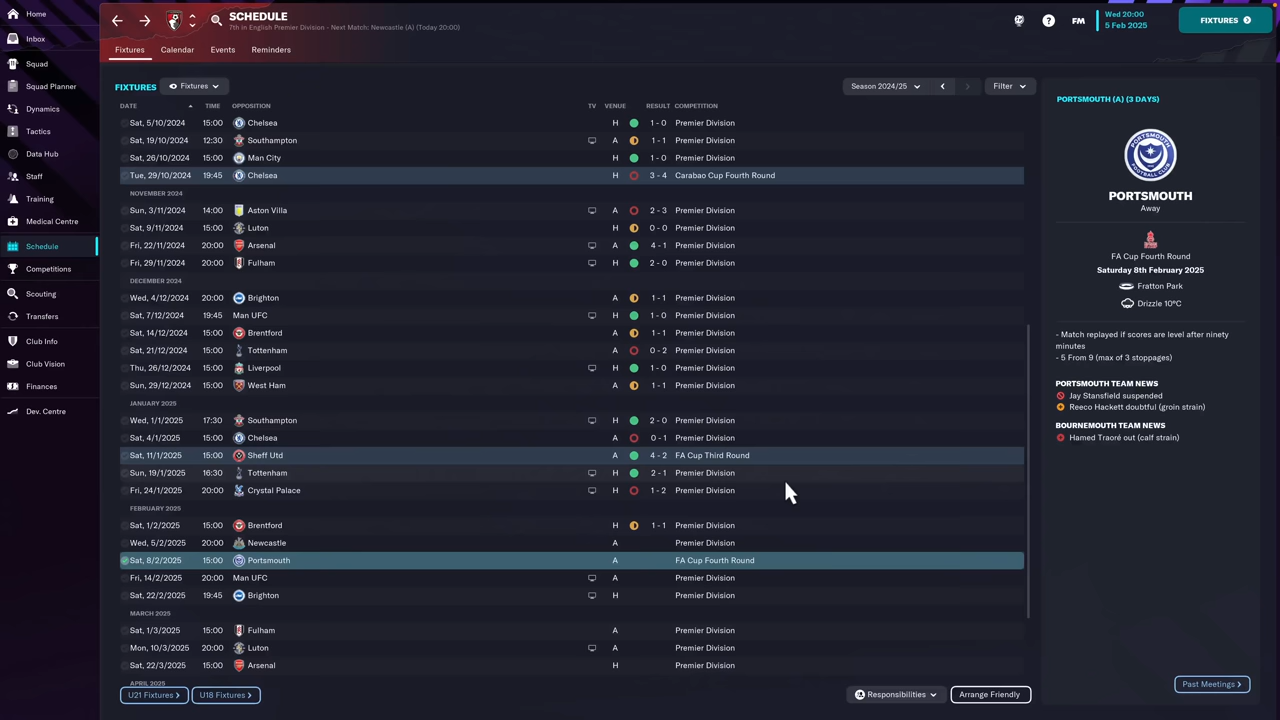 Home
Inbox
Squad
Squad Planner
Dynamics
Tactics
Data Hub
Staff
Training
Medical Centre
Schedule
Competitions
Scouting
Transfers
Club Info
Club Vision
Finances
Dev. Centre
SCHEDULE
7th in English Premier Division - Next Match: Newcastle (A) (Today 20:00)
? FM Wed 20:00
5 Feb 2025
FIXTURES
Fixtures Calendar Events Reminders
FIXTURES Fixtures Season 2024/25 Filter
DATE TIME OPPOSITION TV VENUE RESULT COMPETITION
Sat, 5/10/2024 15:00 Chelsea H 1 - 0 Premier Division
Sat, 19/10/2024 12:30 Southampton A 1 - 1 Premier Division
Sat, 26/10/2024 15:00 Man City H 1 - 0 Premier Division
Tue, 29/10/2024 19:45 Chelsea H 3 - 4 Carabao Cup Fourth Round
NOVEMBER 2024
Sun, 3/11/2024 14:00 Aston Villa A 2 - 3 Premier Division
Sat, 9/11/2024 15:00 Luton H 0 - 0 Premier Division
Fri, 22/11/2024 20:00 Arsenal A 4 - 1 Premier Division
Fri, 29/11/2024 20:00 Fulham H 2 - 0 Premier Division
DECEMBER 2024
Wed, 4/12/2024 20:00 Brighton A 1 - 1 Premier Division
Sat, 7/12/2024 19:45 Man UFC H 1 - 0 Premier Division
Sat, 14/12/2024 15:00 Brentford A 1 - 1 Premier Division
Sat, 21/12/2024 15:00 Tottenham A 0 - 2 Premier Division
Thu, 26/12/2024 15:00 Liverpool H 1 - 0 Premier Division
Sun, 29/12/2024 15:00 West Ham A 1 - 1 Premier Division
JANUARY 2025
Wed, 1/1/2025 17:30 Southampton H 2 - 0 Premier Division
Sat, 4/1/2025 15:00 Chelsea A 0 - 1 Premier Division
Sat, 11/1/2025 15:00 Sheff Utd A 4 - 2 FA Cup Third Round
Sun, 19/1/2025 16:30 Tottenham H 2 - 1 Premier Division
Fri, 24/1/2025 20:00 Crystal Palace H 1 - 2 Premier Division
FEBRUARY 2025
Sat, 1/2/2025 15:00 Brentford H 1 - 1 Premier Division
Wed, 5/2/2025 20:00 Newcastle A Premier Division
Sat, 8/2/2025 15:00 Portsmouth A FA Cup Fourth Round
Fri, 14/2/2025 20:00 Man UFC A Premier Division
Sat, 22/2/2025 19:45 Brighton H Premier Division
MARCH 2025
Sat, 1/3/2025 15:00 Fulham A Premier Division
Mon, 10/3/2025 20:00 Luton A Premier Division
Sat, 22/3/2025 15:00 Arsenal H Premier Division
APRIL 2025
U21 Fixtures U18 Fixtures Responsibilities Arrange Friendly
PORTSMOUTH (A) (3 DAYS)
PORTSMOUTH
Away
FA Cup Fourth Round
Saturday 8th February 2025
Fratton Park
Drizzle 10°C
- Match replayed if scores are level after ninety
minutes
- 5 From 9 (max of 3 stoppages)
PORTSMOUTH TEAM NEWS
Jay Stansfield suspended
Reeco Hackett doubtful (groin strain)
BOURNEMOUTH TEAM NEWS
Hamed Traoré out (calf strain)
Past Meetings